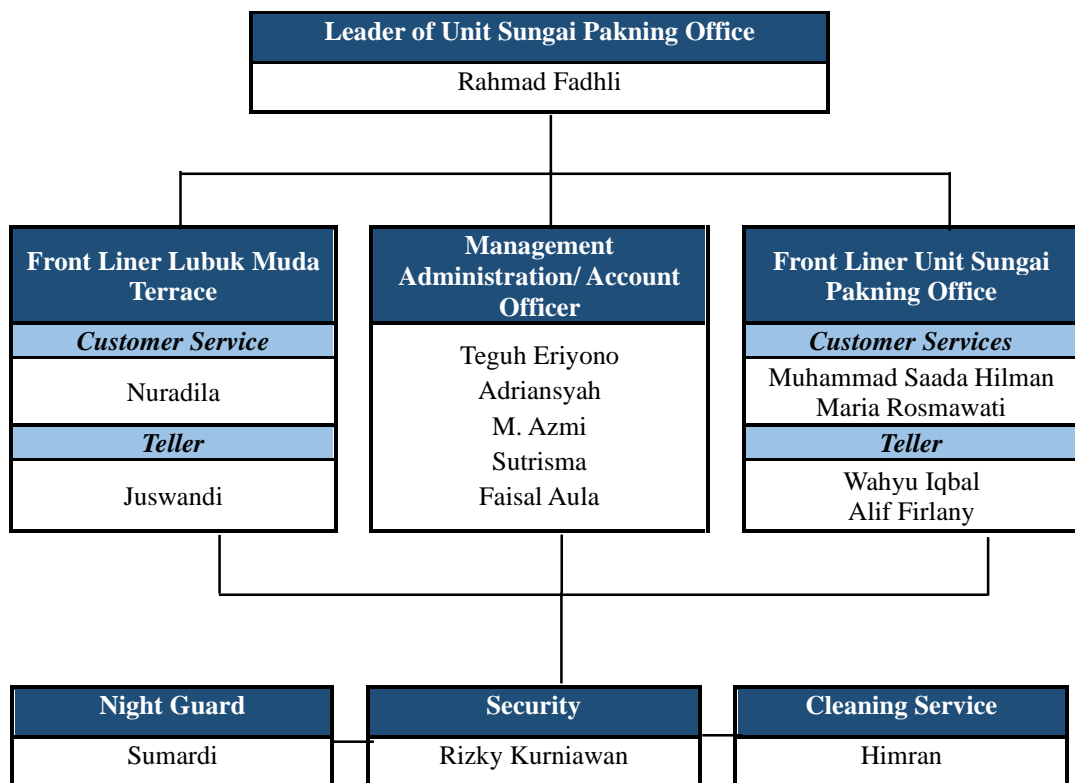 Leader of Unit Sungai Pakning Office
Rahmad Fadhli
Front Liner Lubuk Muda
Terrace
Customer Service
Nuradila
Teller
Juswandi
Management
Administration/ Account
Officer
Teguh Eriyono
Adriansyah
M. Azmi
Sutrisma
Faisal Aula
Front Liner Unit Sungai
Pakning Office
Customer Services
Muhammad Saada Hilman
Maria Rosmawati
Teller
Wahyu Iqbal
Alif Firlany
Night Guard
Sumardi
Security
Rizky Kurniawan
Cleaning Service
Himran